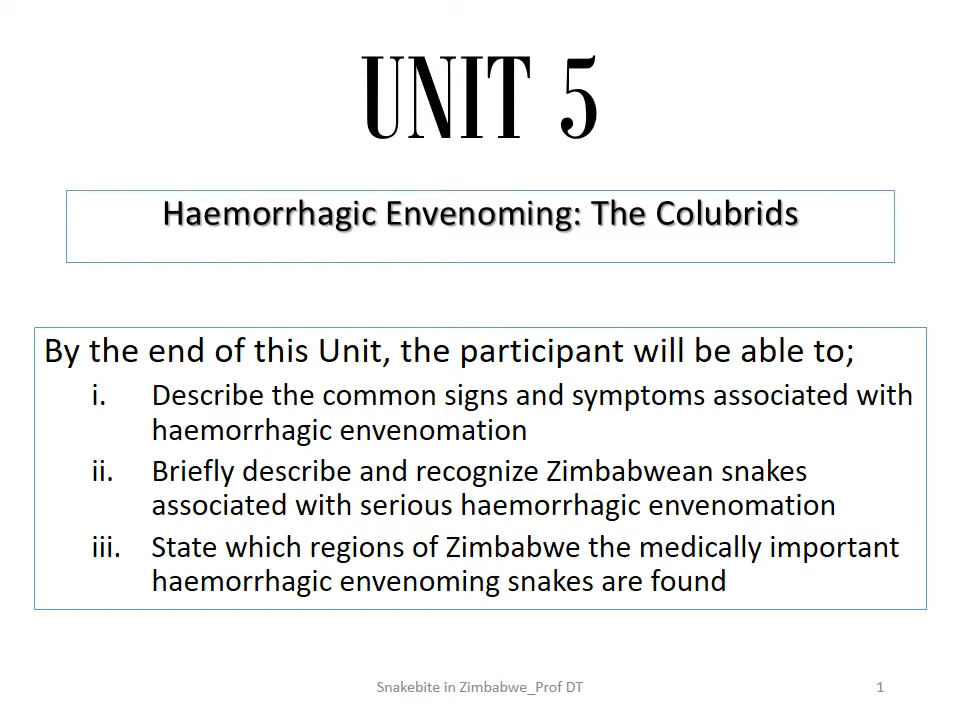 UNIT 5
Haemorrhagic Envenoming: The Colubrids
By the end of this Unit, the participant will be able to;
i. Describe the common signs and symptoms associated with
haemorrhagic envenomation
ii. Briefly describe and recognize Zimbabwean snakes
associated with serious haemorrhagic envenomation
iii. State which regions of Zimbabwe the medically important
haemorrhagic envenoming snakes are found
Snakebite in Zimbabwe_Prof DT
1